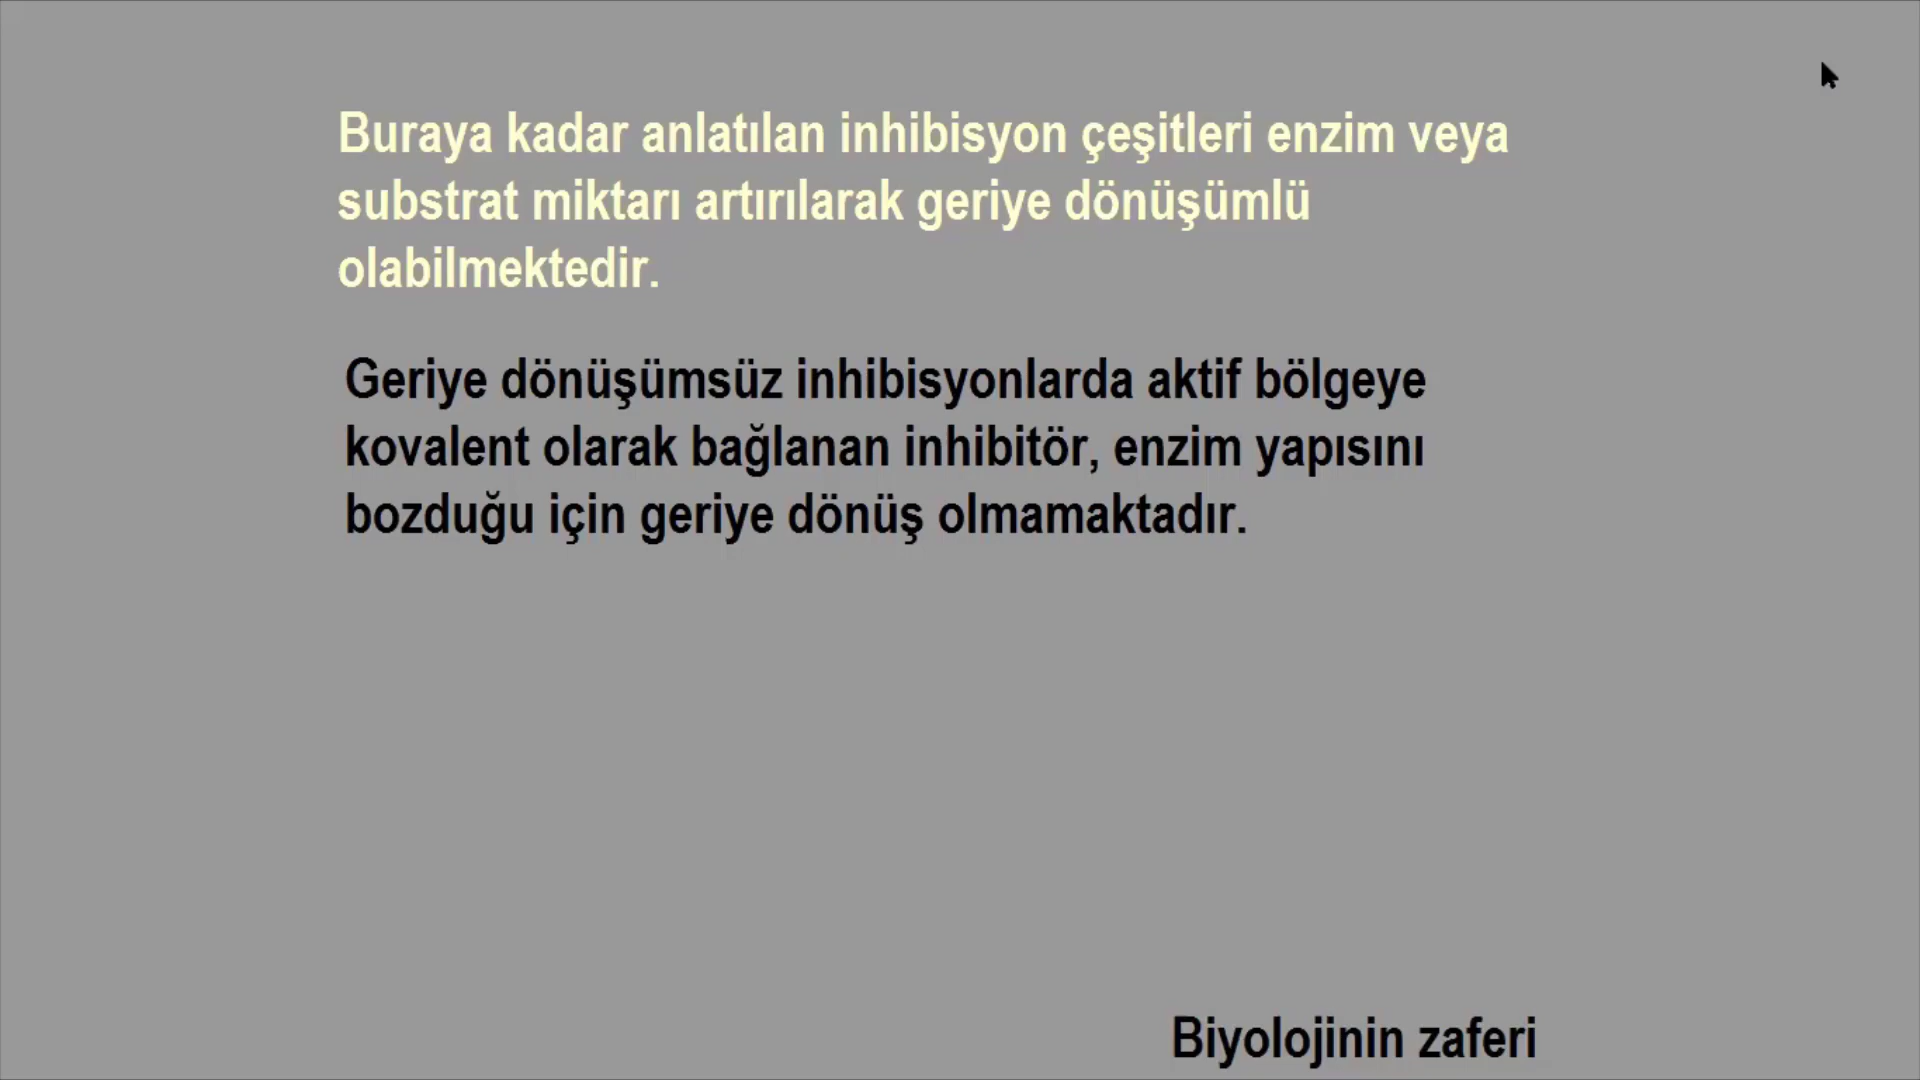 Buraya kadar anlatılan inhibisyon çeşitleri enzim veya
substrat miktarı artırılarak geriye dönüşümlü
olabilmektedir.
Geriye dönüşümsüz inhibisyonlarda aktif bölgeye
kovalent olarak bağlanan inhibitör, enzim yapısını
bozduğu için geriye dönüş olmamaktadır.
Biyolojinin zaferi